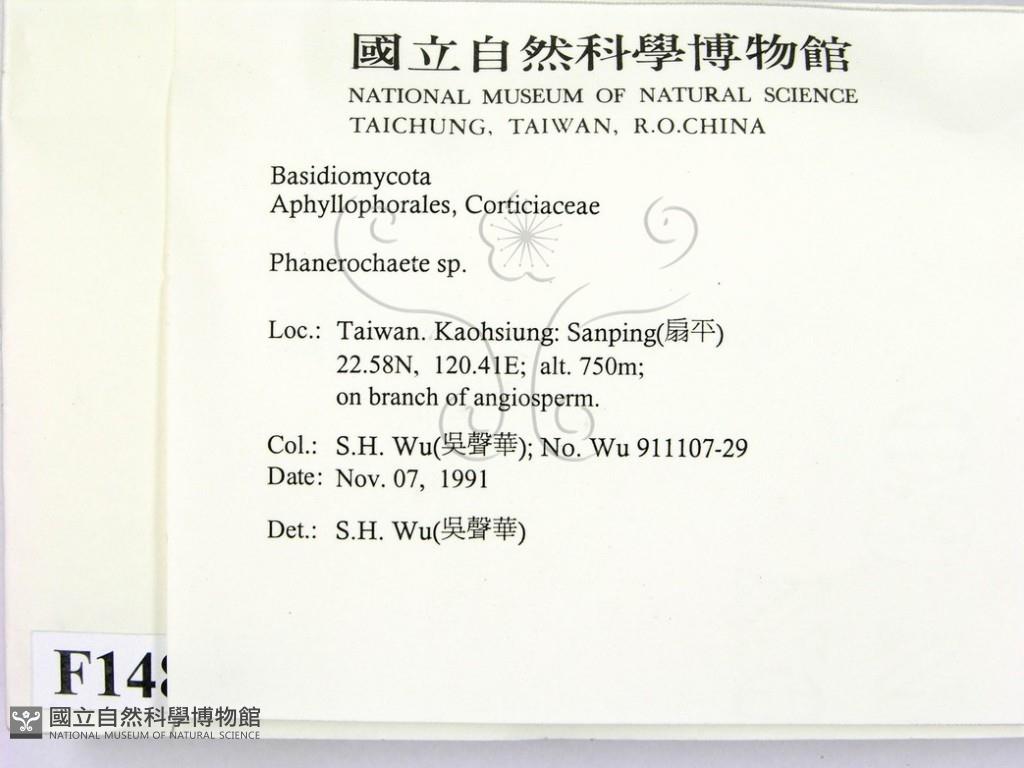 國立自然科學博物館
NATIONAL MUSEUM OF NATURAL SCIENCE
TAICHUNG, TAIWAN, R.O.CHINA
Basidiomycota
Aphyllophorales, Corticiaceae
Phanerochaete sp.
Loc.: Taiwan. Kaohsiung: Sanping(扇平)
22.58N, 120.41E; alt. 750m;
on branch of angiosperm.
Col.: S.H. Wu(吳聲華); No. Wu 911107-29
Date: Nov. 07, 1991
Det.: S.H. Wu(吳聲華)
F148
國立自然科學博物館
NATIONAL MUSEUM OF NATURAL SCIENCE